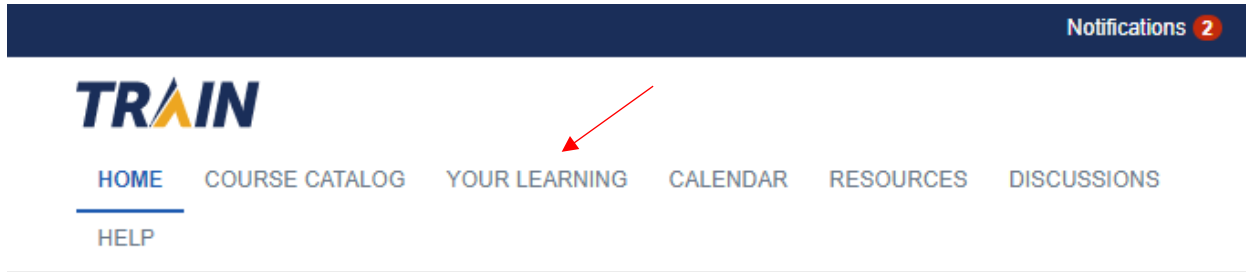 Notifications 2
TRAIN
HOME COURSE CATALOG YOUR LEARNING CALENDAR RESOURCES DISCUSSIONS
HELP